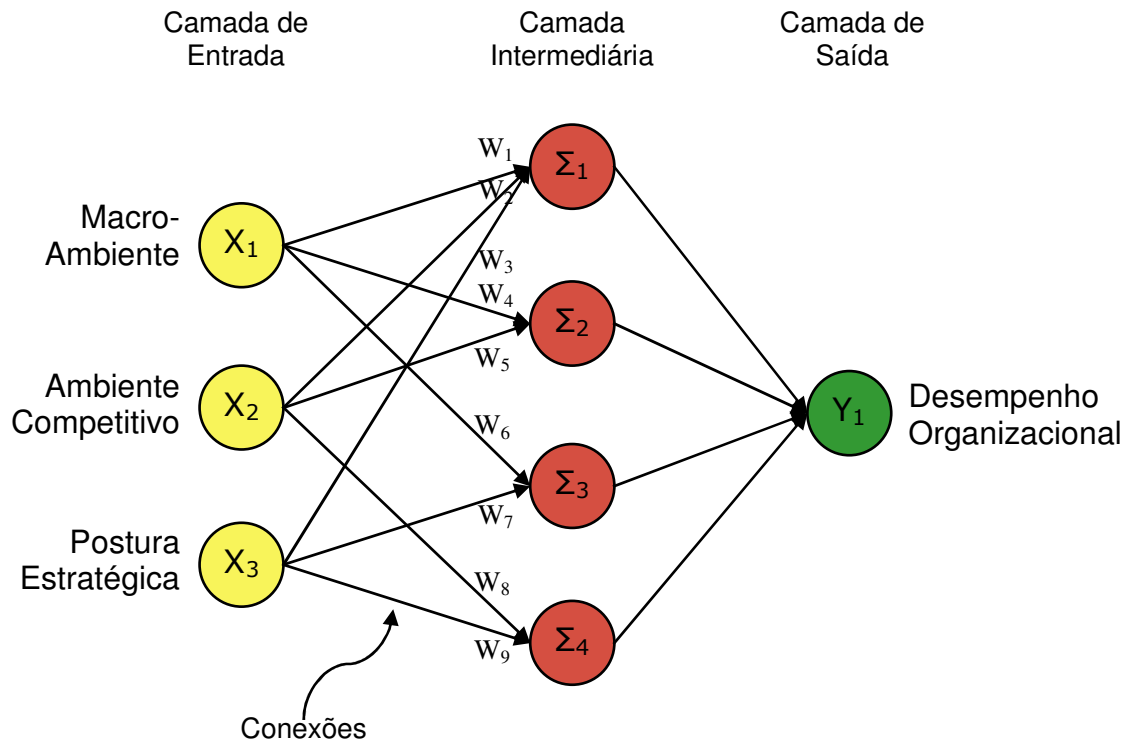 Camada de
Entrada
Camada
Intermediária
Camada de
Saída
W1
Σ1
W2
Macro-
Ambiente
X1
W3
W4
Σ2
W5
Ambiente
Competitivo
X2
Y1
Desempenho
Organizacional
W6
Σ3
W7
Postura
Estratégica
X3
W8
Σ4
W9
Conexões